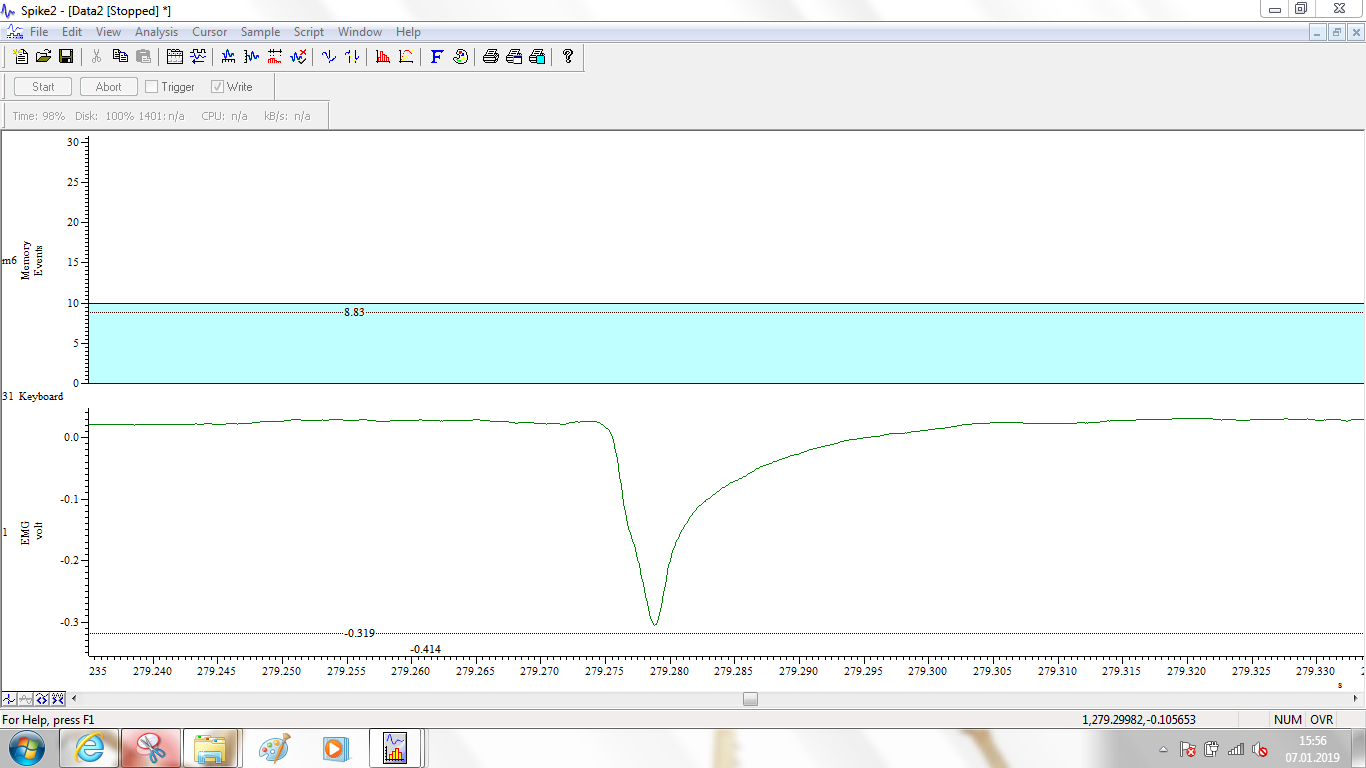 Spike2 - [Data2 [Stopped] *]
File Edit View Analysis Cursor Sample Script Window Help
Start Abort Trigger Write
Time: 98% Disk: 100% 1401: n/a CPU: n/a kB/s: n/a
30
25
20
m6 Memory Events
15
10
8.83
5
0
31 Keyboard
0.0
-0.1
1 EMG volt
-0.2
-0.3
-0.319
-0.414
235 279.240 279.245 279.250 279.255 279.260 279.265 279.270 279.275 279.280 279.285 279.290 279.295 279.300 279.305 279.310 279.315 279.320 279.325 279.330
s
For Help, press F1 1,279.29982,-0.105653 NUM OVR
15:56
07.01.2019